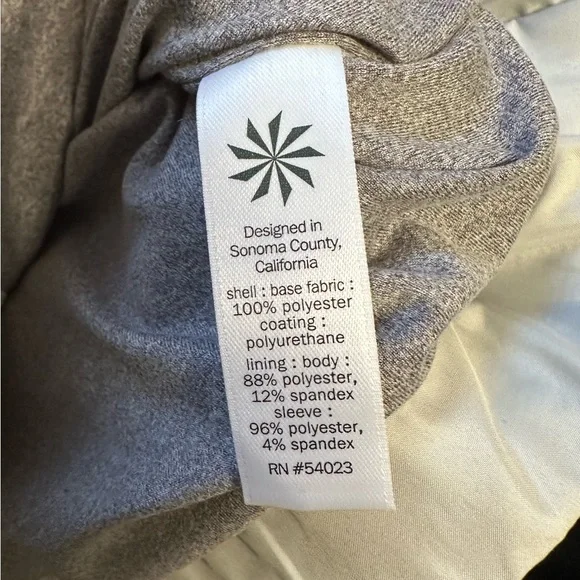 Designed in
Sonoma County,
California
shell : base fabric :
100% polyester
coating :
polyurethane
lining : body :
88% polyester,
12% spandex
sleeve :
96% polyester,
4% spandex
RN #54023